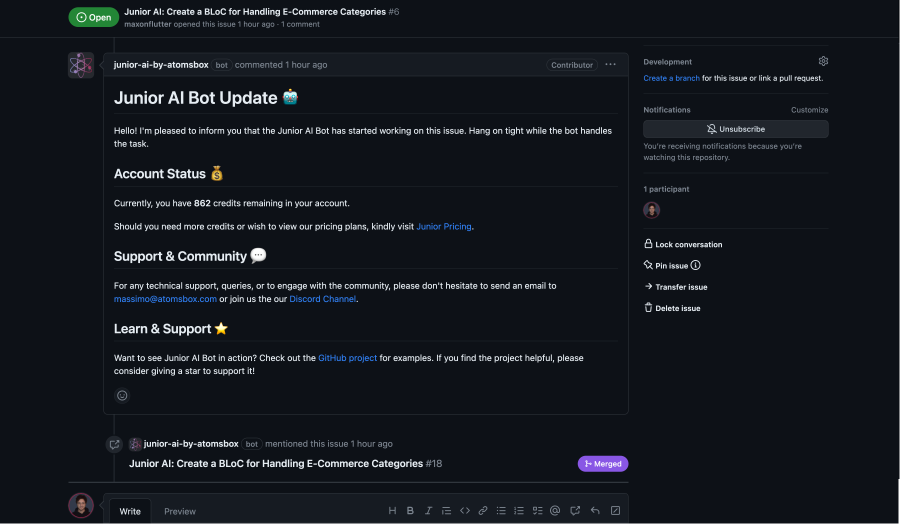 Open
Junior AI: Create a BLoC for Handling E-Commerce Categories #6
maxonflutter opened this issue 1 hour ago · 1 comment
junior-ai-by-atomsbox bot commented 1 hour ago
Contributor ···
Junior AI Bot Update
Hello! I'm pleased to inform you that the Junior AI Bot has started working on this issue. Hang on tight while the bot handles
the task.
Account Status
Currently, you have 862 credits remaining in your account.
Should you need more credits or wish to view our pricing plans, kindly visit Junior Pricing.
Support & Community
For any technical support, queries, or to engage with the community, please don't hesitate to send an email to
massimo@atomsbox.com or join us the our Discord Channel.
Learn & Support
Want to see Junior AI Bot in action? Check out the GitHub project for examples. If you find the project helpful, please
consider giving a star to support it!
junior-ai-by-atomsbox bot mentioned this issue 1 hour ago
Junior AI: Create a BLoC for Handling E-Commerce Categories #18
Merged
Write
Preview
H B I
Development
Create a branch for this issue or link a pull request.
Notifications
Customize
Unsubscribe
You're receiving notifications because you're
watching this repository.
1 participant
Lock conversation
Pin issue
Transfer issue
Delete issue